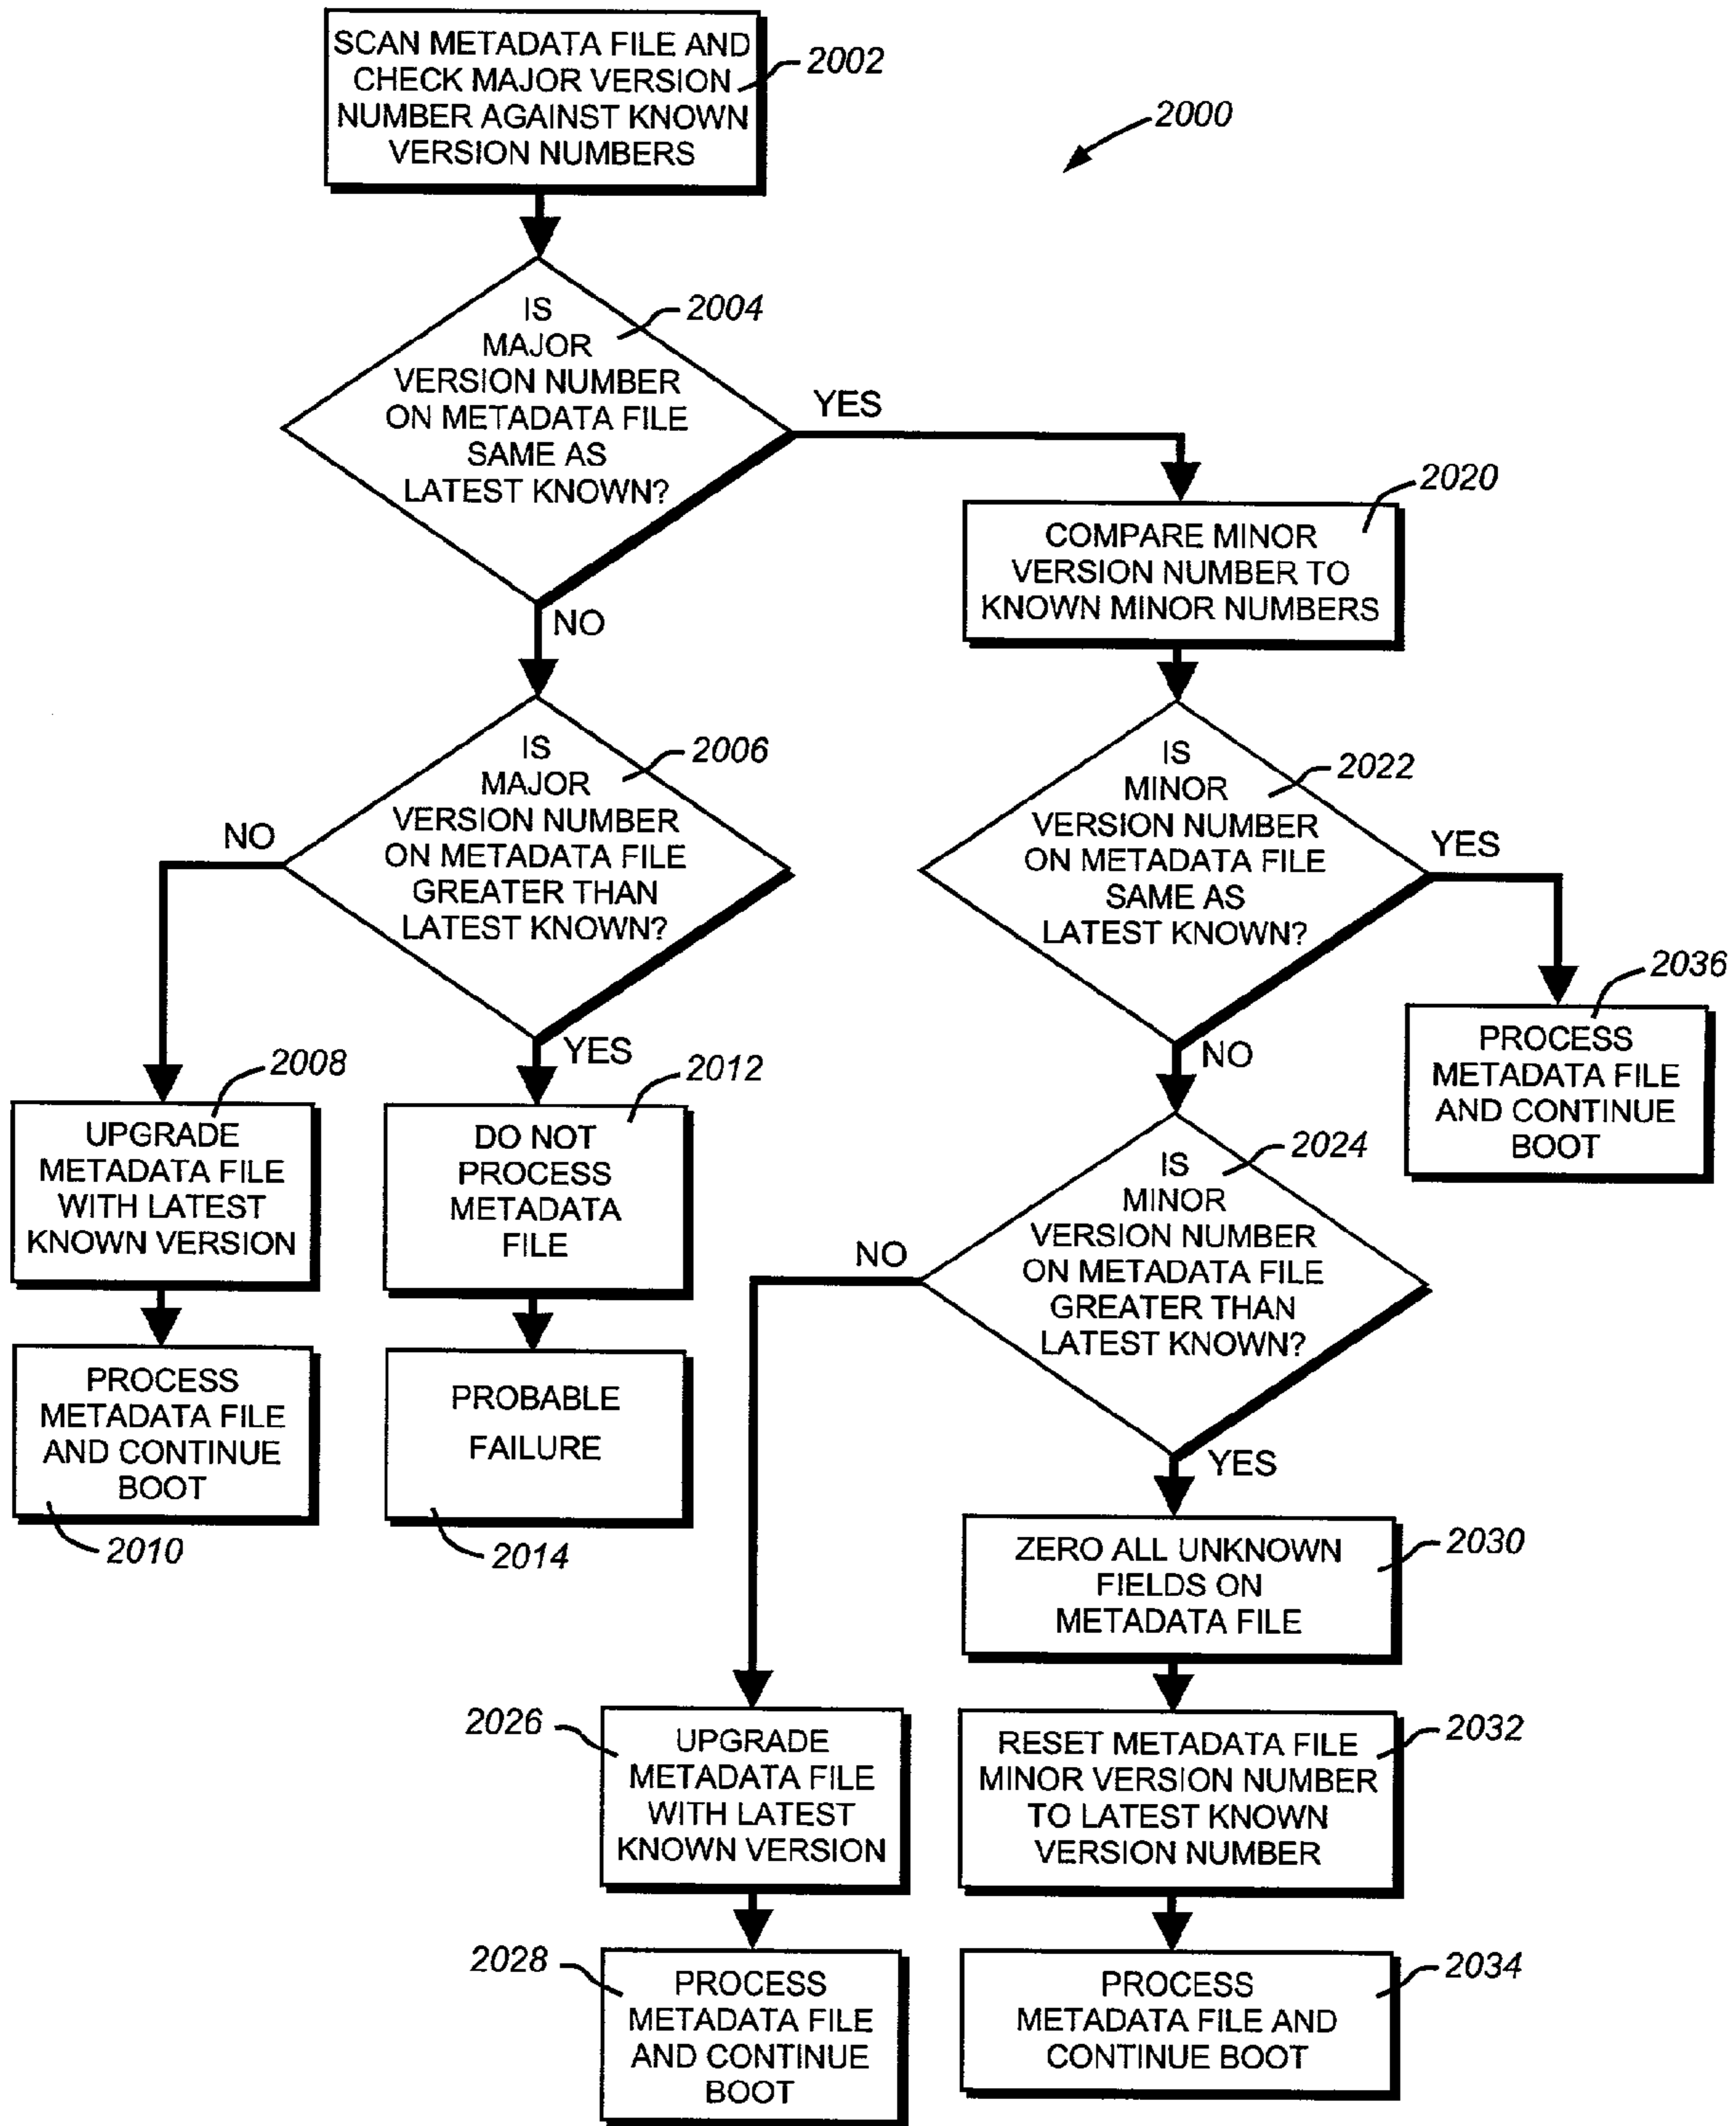 SCAN METADATA FILE AND
CHECK MAJOR VERSION
NUMBER AGAINST KNOWN
VERSION NUMBERS
2002
2000
IS
MAJOR
VERSION NUMBER
ON METADATA FILE
SAME AS
LATEST KNOWN?
2004
YES
NO
COMPARE MINOR
VERSION NUMBER TO
KNOWN MINOR NUMBERS
2020
IS
MAJOR
VERSION NUMBER
ON METADATA FILE
GREATER THAN
LATEST KNOWN?
2006
NO
YES
IS
MINOR
VERSION NUMBER
ON METADATA FILE
SAME AS
LATEST KNOWN?
2022
YES
NO
PROCESS
METADATA FILE
AND CONTINUE
BOOT
2036
UPGRADE
METADATA FILE
WITH LATEST
KNOWN VERSION
2008
DO NOT
PROCESS
METADATA
FILE
2012
IS
MINOR
VERSION NUMBER
ON METADATA FILE
GREATER THAN
LATEST KNOWN?
2024
NO
YES
PROCESS
METADATA FILE
AND CONTINUE
BOOT
2010
PROBABLE
FAILURE
2014
ZERO ALL UNKNOWN
FIELDS ON
METADATA FILE
2030
2026
UPGRADE
METADATA FILE
WITH LATEST
KNOWN VERSION
RESET METADATA FILE
MINOR VERSION NUMBER
TO LATEST KNOWN
VERSION NUMBER
2032
2028
PROCESS
METADATA FILE
AND CONTINUE
BOOT
PROCESS
METADATA FILE AND
CONTINUE BOOT
2034